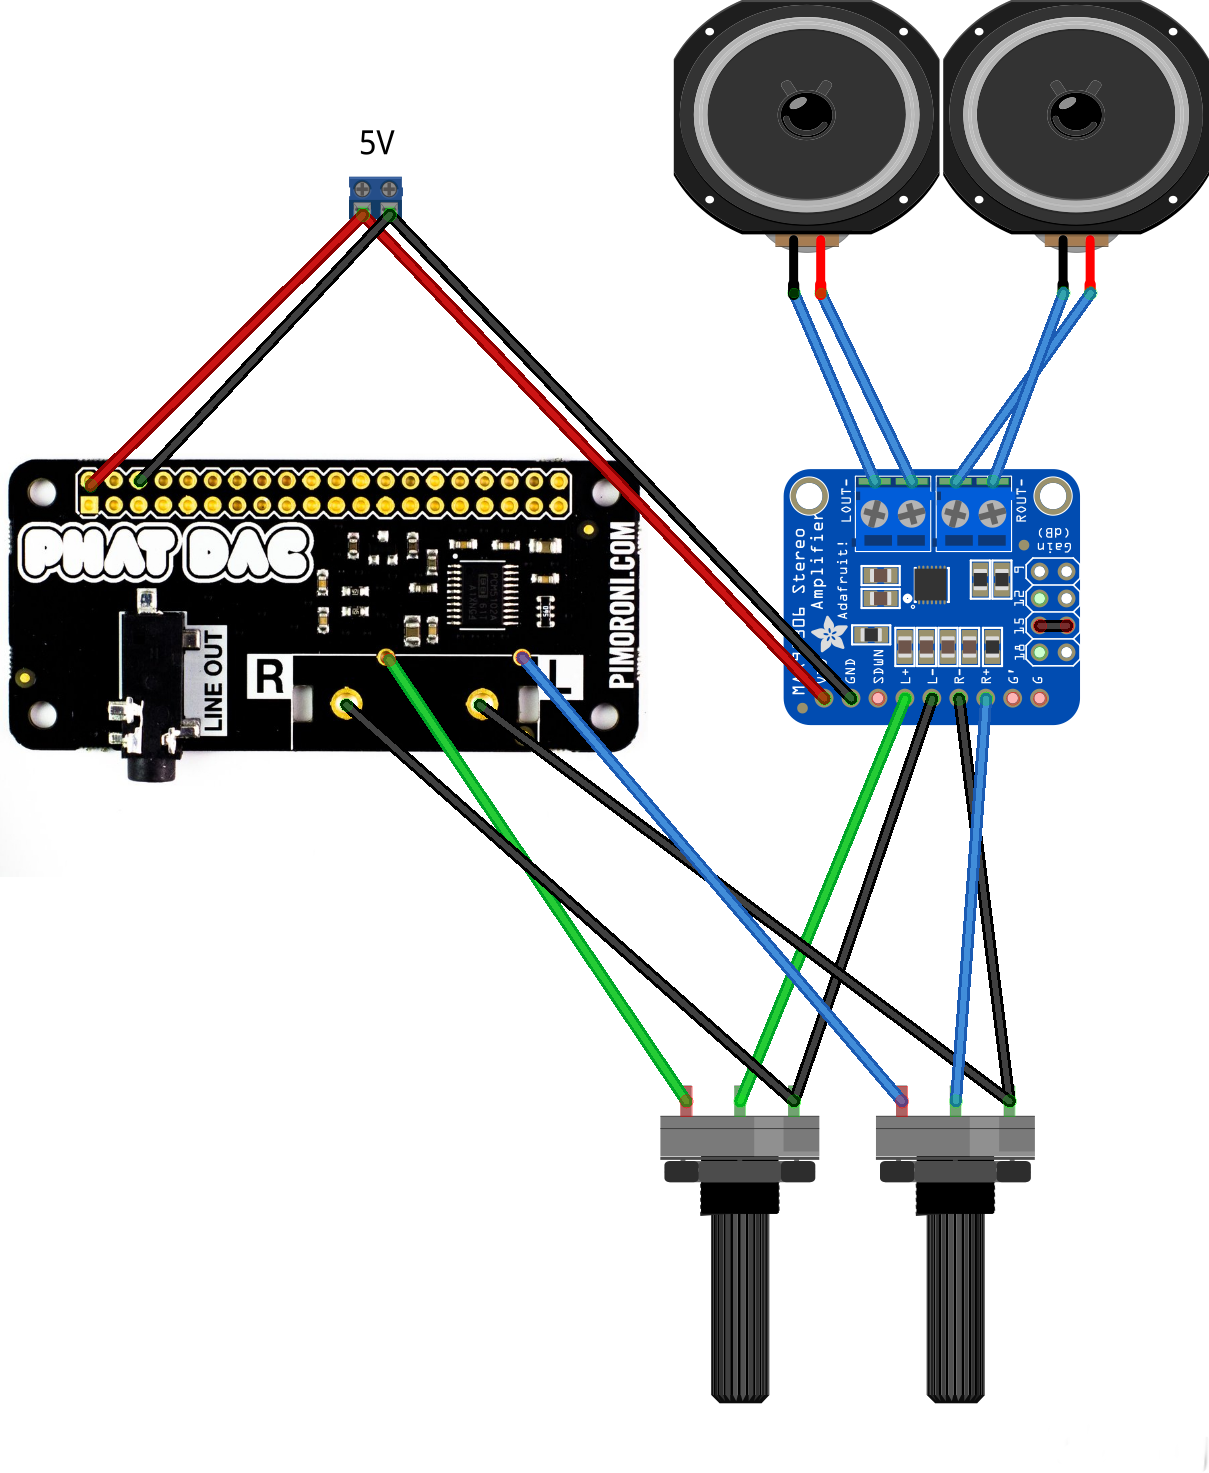 5V
PHAT DAC
LINE OUT
R
L
PIMORONI.COM
Stereo
Amplifier
Adafruit!
LOUT-
ROUT-
Gain
(dB)
9
12
15
18
GND
SDWN
L+
L-
R-
R+
G'
G